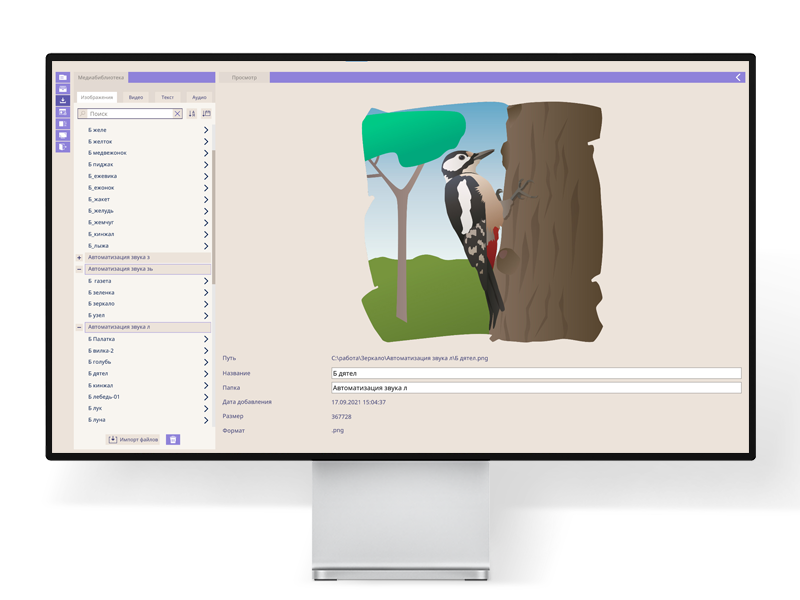 Медиабиблиотека
Просмотр
Изображения
Видео
Текст
Аудио
Поиск
Б желе
Б желток
Б медвежонок
Б пиджак
Б_ежевика
Б_ежонок
Б_жакет
Б_желудь
Б_жемчуг
Б_кинжал
Б_лыжа
Автоматизация звука з
Автоматизация звука зь
Б газета
Б зеленка
Б зеркало
Б узел
Автоматизация звука л
Б Палатка
Б вилка-2
Б голубь
Б дятел
Б кинжал
Б лебедь-01
Б лук
Б луна
Импорт файлов
Путь
C:\работа\Зеркало\Автоматизация звука л\Б дятел.png
Название
Б дятел
Папка
Автоматизация звука л
Дата добавления
17.09.2021 15:04:37
Размер
367728
Формат
.png